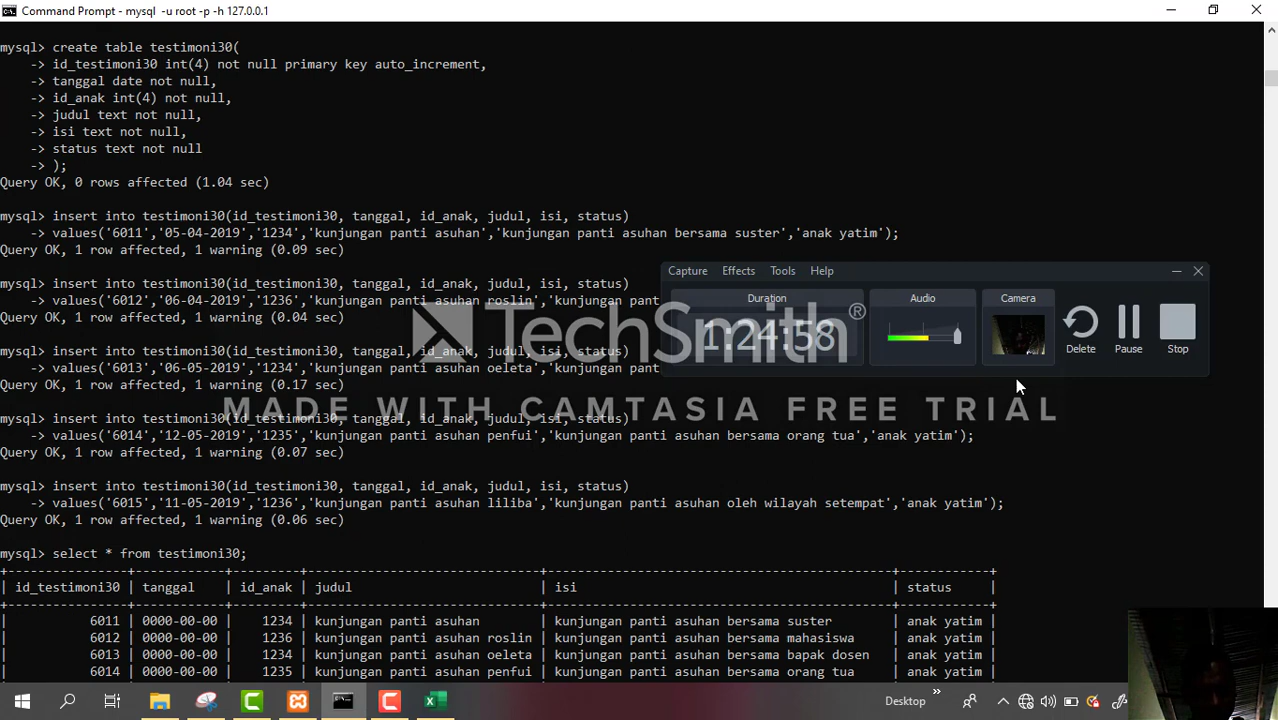 Command Prompt - mysql -u root -p -h 127.0.0.1
mysql> create table testimoni30(
-> id_testimoni30 int(4) not null primary key auto_increment,
-> tanggal date not null,
-> id_anak int(4) not null,
-> judul text not null,
-> isi text not null,
-> status text not null
-> );
Query OK, 0 rows affected (1.04 sec)
mysql> insert into testimoni30(id_testimoni30, tanggal, id_anak, judul, isi, status)
-> values('6011','05-04-2019','1234','kunjungan panti asuhan','kunjungan panti asuhan bersama suster','anak yatim');
Query OK, 1 row affected, 1 warning (0.09 sec)
mysql> insert into testimoni30(id_testimoni30, tanggal, id_anak, judul, isi, status)
-> values('6012','06-04-2019','1236','kunjungan panti asuhan roslin','kunjungan pant
Query OK, 1 row affected, 1 warning (0.04 sec)
mysql> insert into testimoni30(id_testimoni30, tanggal, id_anak, judul, isi, status)
-> values('6013','06-05-2019','1234','kunjungan panti asuhan oeleta','kunjungan pant
Query OK, 1 row affected, 1 warning (0.17 sec)
mysql> insert into testimoni30(id_testimoni30, tanggal, id_anak, judul, isi, status)
-> values('6014','12-05-2019','1235','kunjungan panti asuhan penfui','kunjungan panti asuhan bersama orang tua','anak yatim');
Query OK, 1 row affected, 1 warning (0.07 sec)
mysql> insert into testimoni30(id_testimoni30, tanggal, id_anak, judul, isi, status)
-> values('6015','11-05-2019','1236','kunjungan panti asuhan liliba','kunjungan panti asuhan oleh wilayah setempat','anak yatim');
Query OK, 1 row affected, 1 warning (0.06 sec)
mysql> select * from testimoni30;
| id_testimoni30 | tanggal | id_anak | judul | isi | status |
| 6011 | 0000-00-00 | 1234 | kunjungan panti asuhan | kunjungan panti asuhan bersama suster | anak yatim |
| 6012 | 0000-00-00 | 1236 | kunjungan panti asuhan roslin | kunjungan panti asuhan bersama mahasiswa | anak yatim |
| 6013 | 0000-00-00 | 1234 | kunjungan panti asuhan oeleta | kunjungan panti asuhan bersama bapak dosen | anak yatim |
| 6014 | 0000-00-00 | 1235 | kunjungan panti asuhan penfui | kunjungan panti asuhan bersama orang tua | anak yatim |
Capture Effects Tools Help
Duration Audio Camera
1:24:58
Delete Pause Stop
TechSmith®
MADE WITH CAMTASIA FREE TRIAL
Desktop